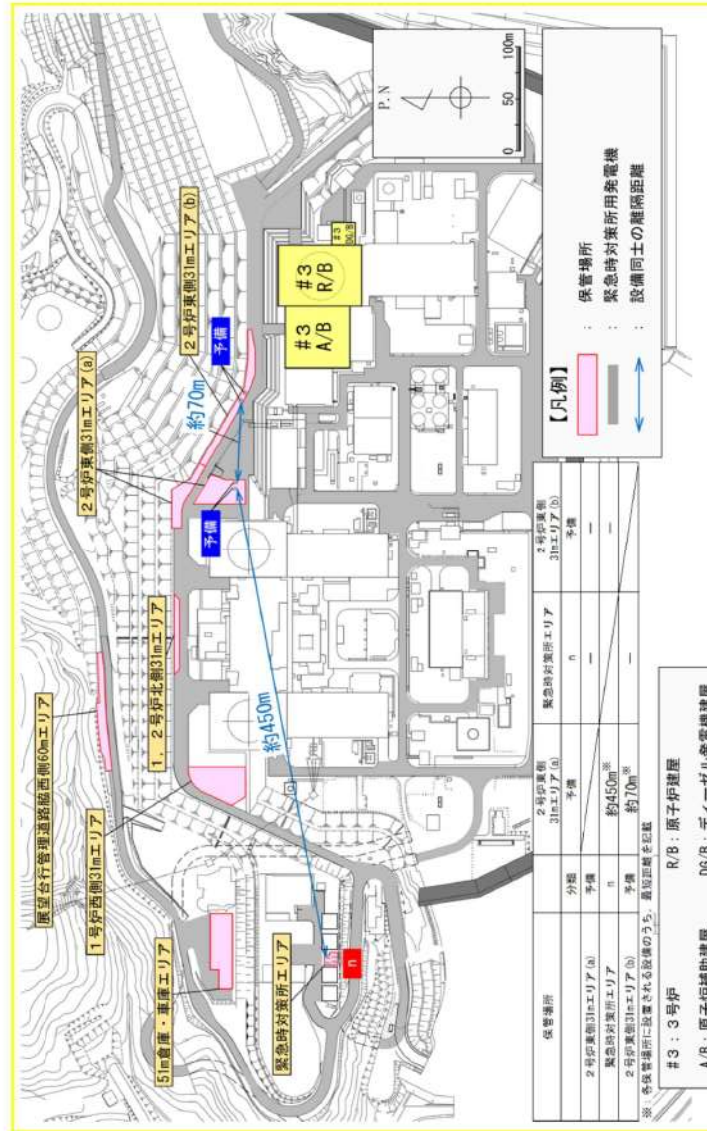 展望台行管理道路脇西側60mエリア
2号炉東側31mエリア(a)
1号炉西側31mエリア
1，2号炉北側31mエリア
2号炉東側31mエリア(b)
51m倉庫・車庫エリア
予備
約70m
予備
約450m
緊急時対策所エリア
n
#3
A/B
#3
R/B
#3
DG/B
P.N
0 50 100m
【凡例】
： 保管場所
： 緊急時対策所用発電機
： 設備同士の離隔距離
保管場所 分類 2号炉東側31mエリア(a) 緊急時対策所エリア 2号炉東側31mエリア(b)
予備 n 予備
2号炉東側31mエリア(a) 予備 － －
緊急時対策所エリア n 約450m※ －
2号炉東側31mエリア(b) 予備 約70m※ －
※：各保管場所に設置される設備のうち、最短距離を記載
#3：3号炉 R/B：原子炉建屋
A/B：原子炉補助建屋 DG/B：ディーゼル発電機建屋